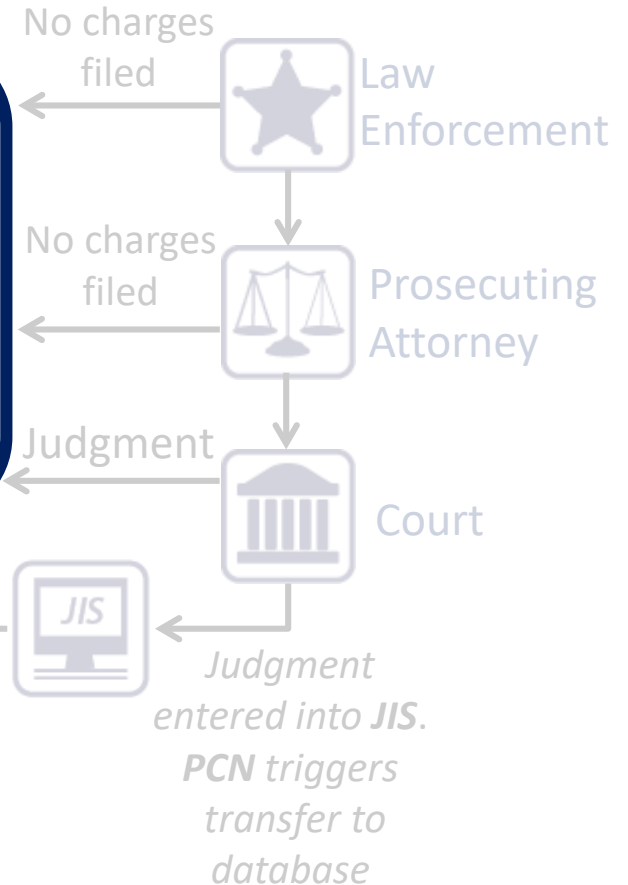 No charges
filed
Law
Enforcement
No charges
filed
Prosecuting
Attorney
Judgment
Court
JIS
Judgment
entered into JIS.
PCN triggers
transfer to
database